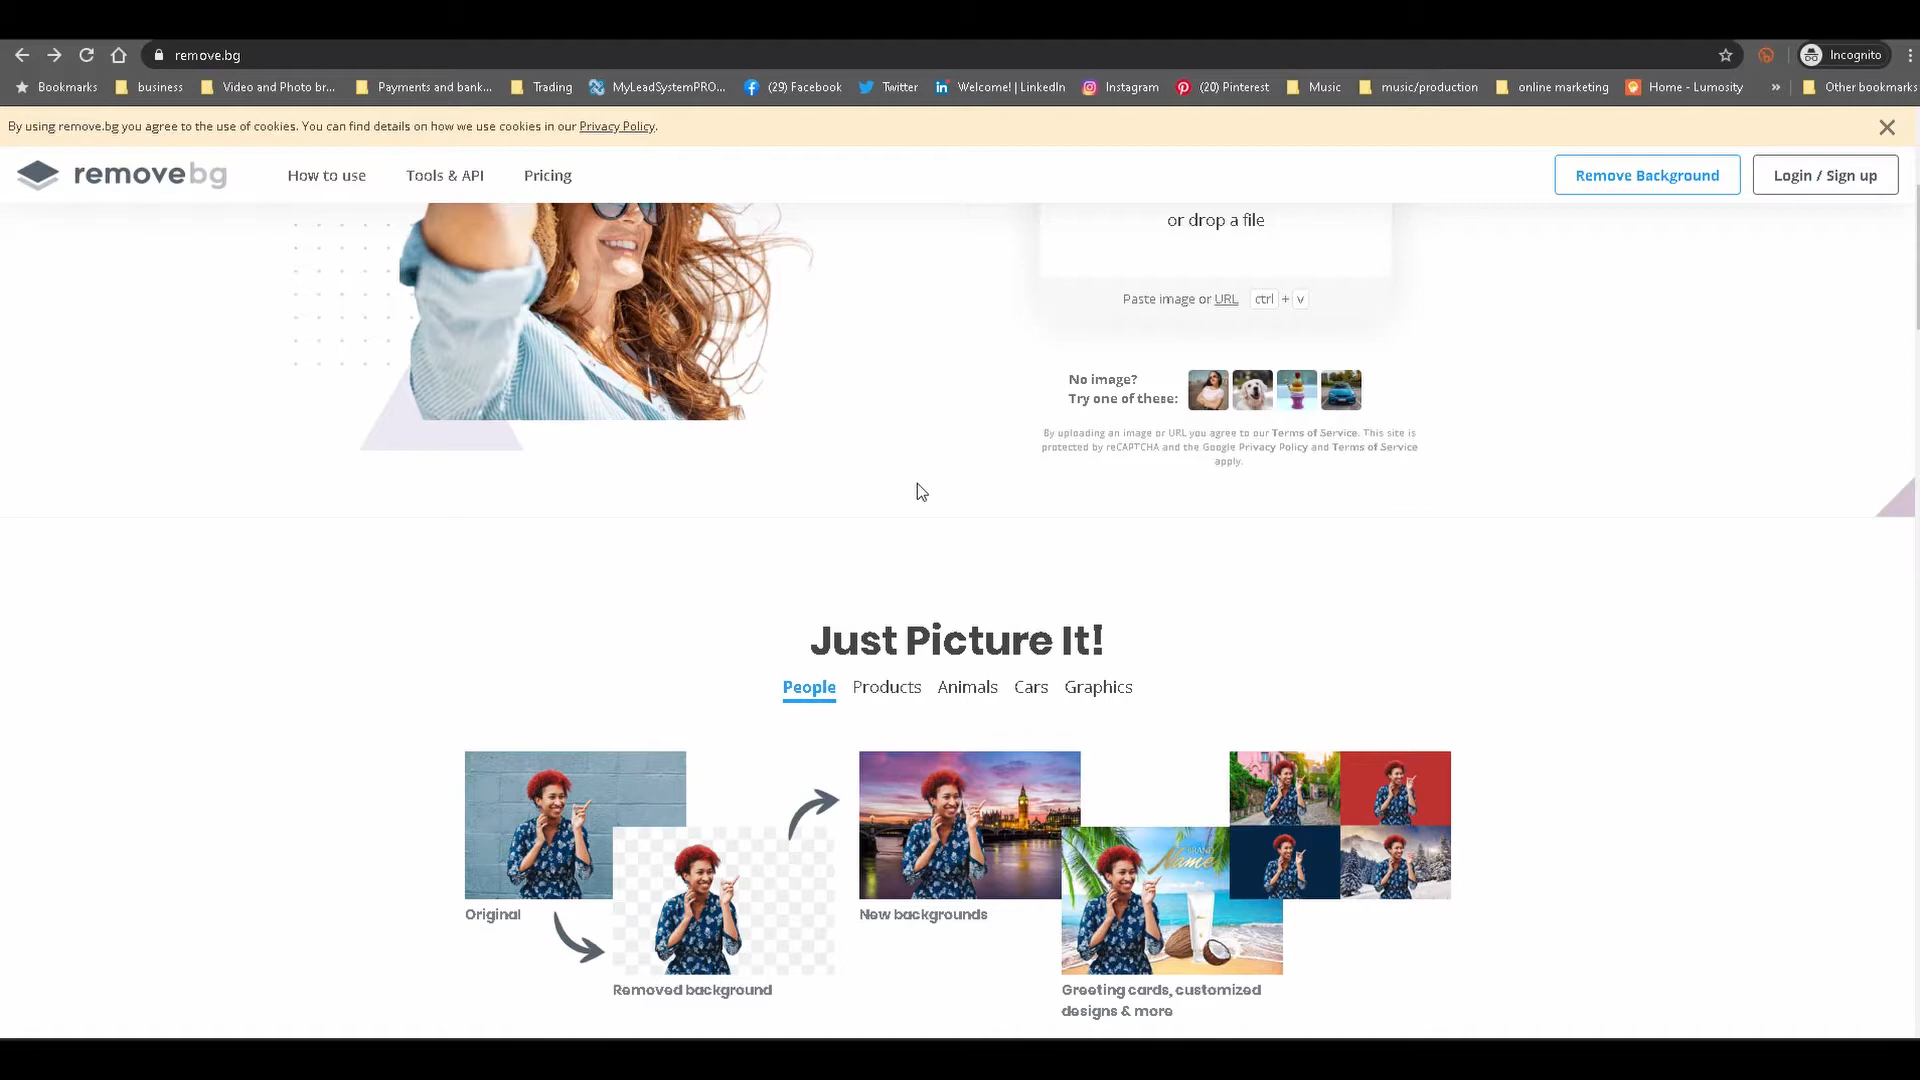 remove.bg
Incognito
Bookmarks
business
Video and Photo br...
Payments and bank...
Trading
MyLeadSystemPRO...
(29) Facebook
Twitter
Welcome! | LinkedIn
Instagram
(20) Pinterest
Music
music/production
online marketing
Home - Lumosity
»
Other bookmarks
By using remove.bg you agree to the use of cookies. You can find details on how we use cookies in our Privacy Policy.
removebg
How to use
Tools & API
Pricing
Remove Background
Login / Sign up
or drop a file
Paste image or URL ctrl + v
No image?
Try one of these:
By uploading an image or URL you agree to our Terms of Service. This site is
protected by reCAPTCHA and the Google Privacy Policy and Terms of Service
apply.
Just Picture It!
People Products Animals Cars Graphics
BRAND
Name
Original
New backgrounds
Removed background
Greeting cards, customized
designs & more